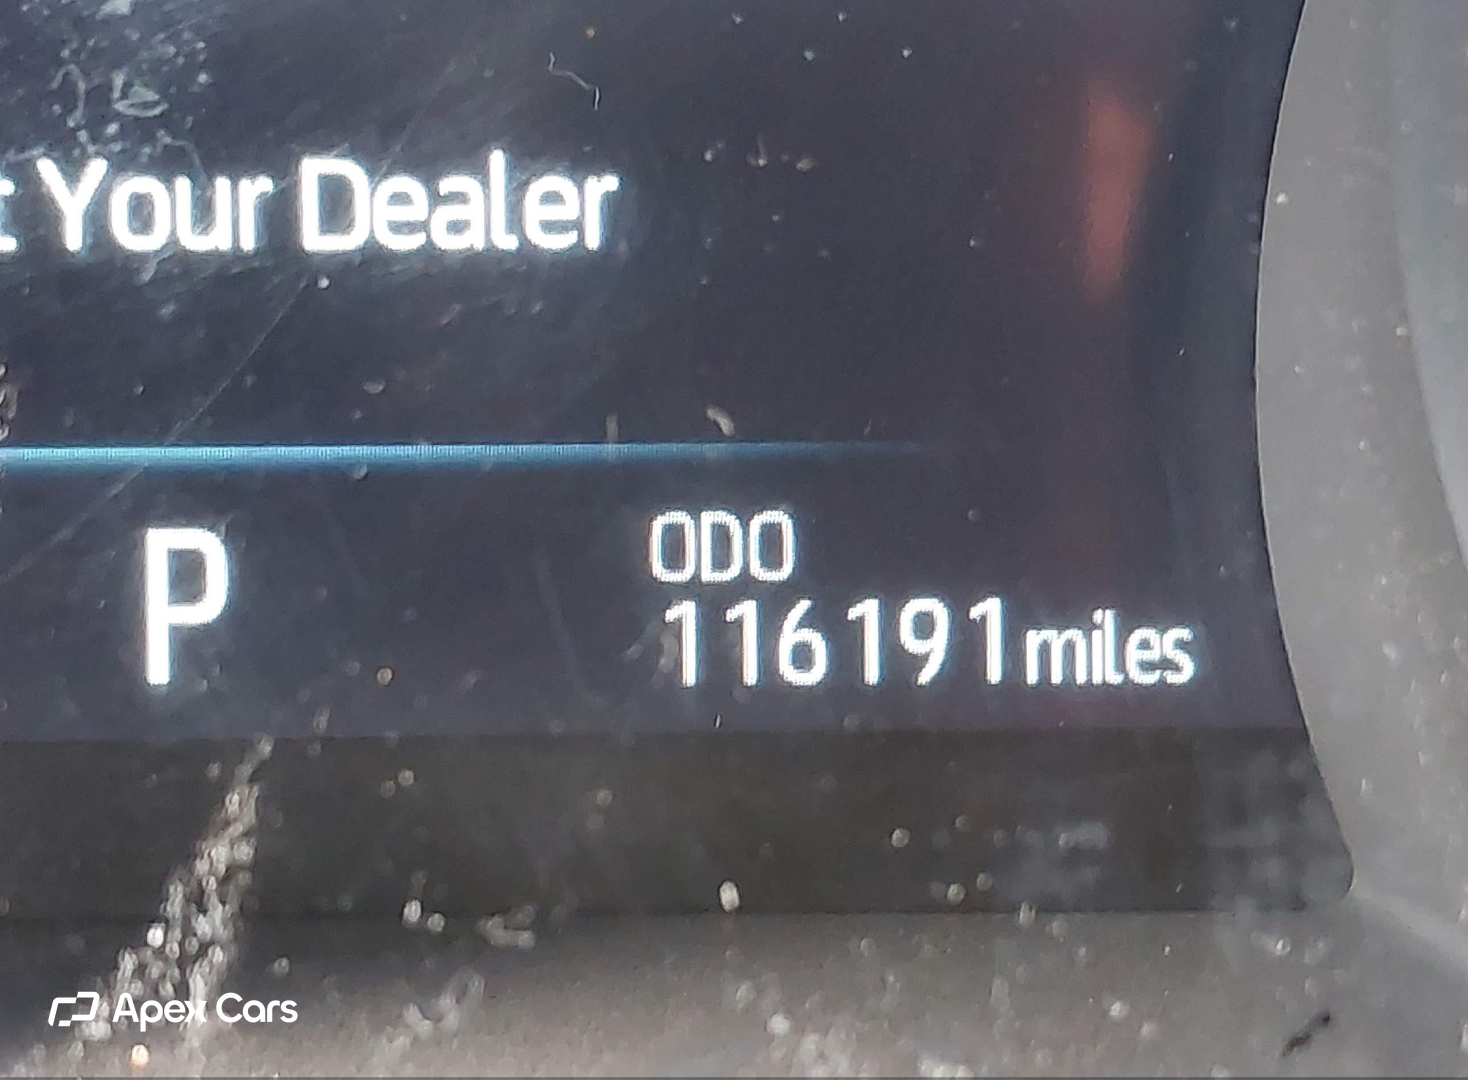 Your Dealer
P
ODO
116191 miles
Apex Cars